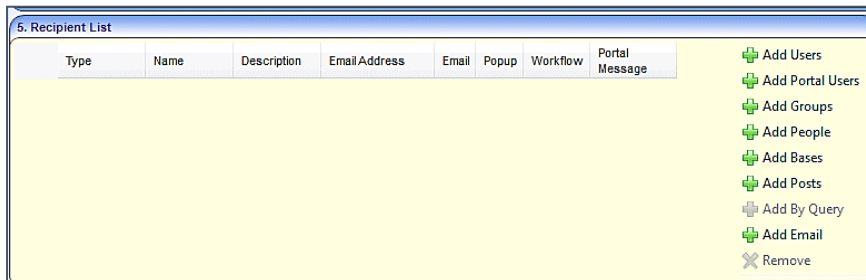 5. Recipient List
Type Name Description Email Address Email Popup Workflow Portal Message
Add Users
Add Portal Users
Add Groups
Add People
Add Bases
Add Posts
Add By Query
Add Email
Remove